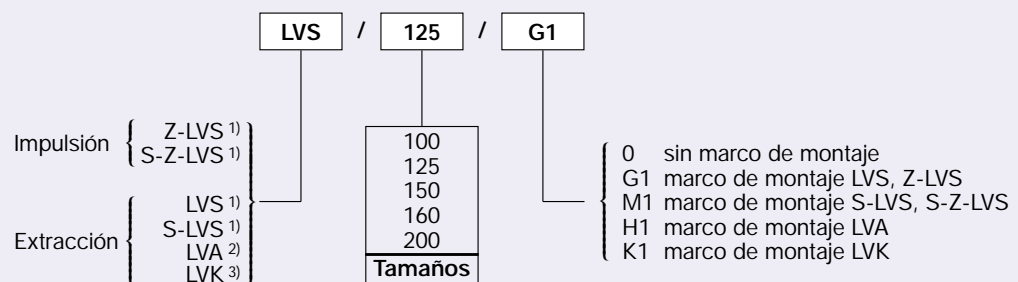 LVS / 125 / G1
Impulsión
Z-LVS 1)
S-Z-LVS 1)
Extracción
LVS 1)
S-LVS 1)
LVA 2)
LVK 3)
100
125
150
160
200
Tamaños
0 sin marco de montaje
G1 marco de montaje LVS, Z-LVS
M1 marco de montaje S-LVS, S-Z-LVS
H1 marco de montaje LVA
K1 marco de montaje LVK